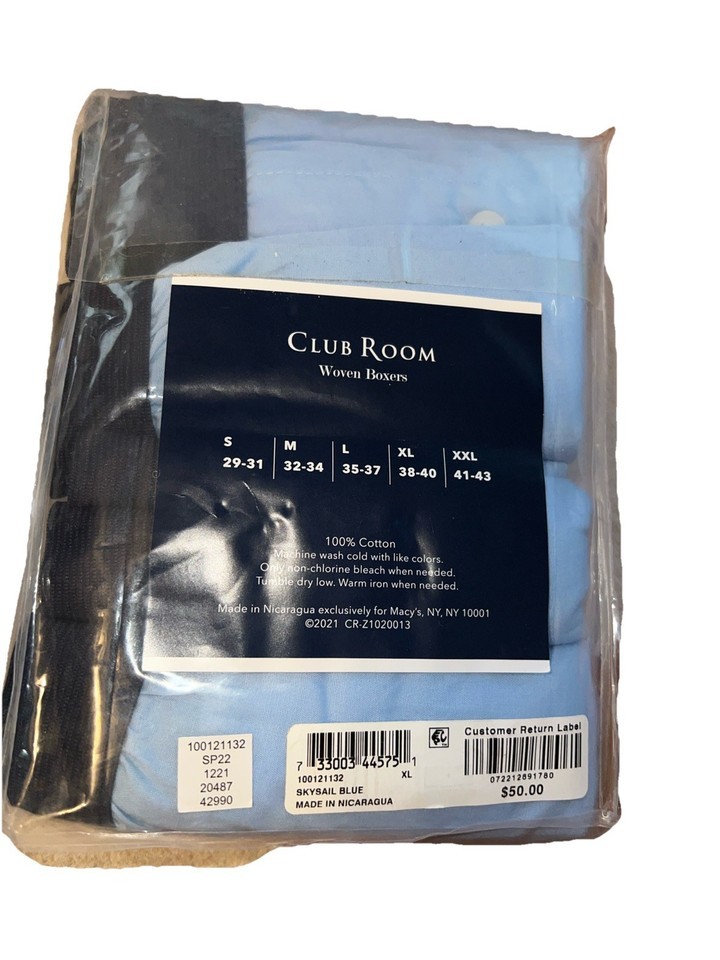 CLUB ROOM
Woven Boxers
S M L XL XXL
29-31 32-34 35-37 38-40 41-43
100% Cotton
Machine wash cold with like colors.
Only non-chlorine bleach when needed.
Tumble dry low. Warm iron when needed.
Made in Nicaragua exclusively for Macy's, NY, NY 10001
©2021 CR-Z1020013
100121132
SP22
1221
20487
42990
7 33003 44575 1
100121132 XL
SKYSAIL BLUE
MADE IN NICARAGUA
Customer Return Label
072212691780
$50.00